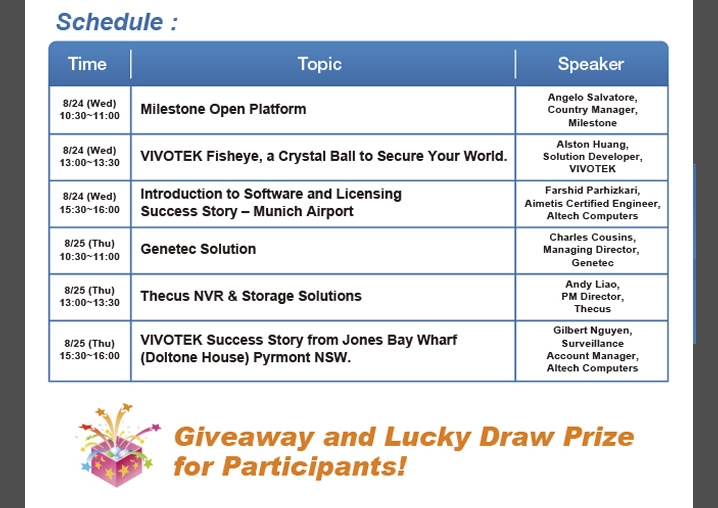 Schedule :
Time Topic Speaker
8/24 (Wed)
10:30~11:00
Milestone Open Platform
Angelo Salvatore,
Country Manager,
Milestone
8/24 (Wed)
13:00~13:30
VIVOTEK Fisheye, a Crystal Ball to Secure Your World.
Alston Huang,
Solution Developer,
VIVOTEK
8/24 (Wed)
15:30~16:00
Introduction to Software and Licensing
Success Story – Munich Airport
Farshid Parhizkari,
Aimetis Certified Engineer,
Altech Computers
8/25 (Thu)
10:30~11:00
Genetec Solution
Charles Cousins,
Managing Director,
Genetec
8/25 (Thu)
13:00~13:30
Thecus NVR & Storage Solutions
Andy Liao,
PM Director,
Thecus
8/25 (Thu)
15:30~16:00
VIVOTEK Success Story from Jones Bay Wharf
(Doltone House) Pyrmont NSW.
Gilbert Nguyen,
Surveillance
Account Manager,
Altech Computers
Giveaway and Lucky Draw Prize
for Participants!